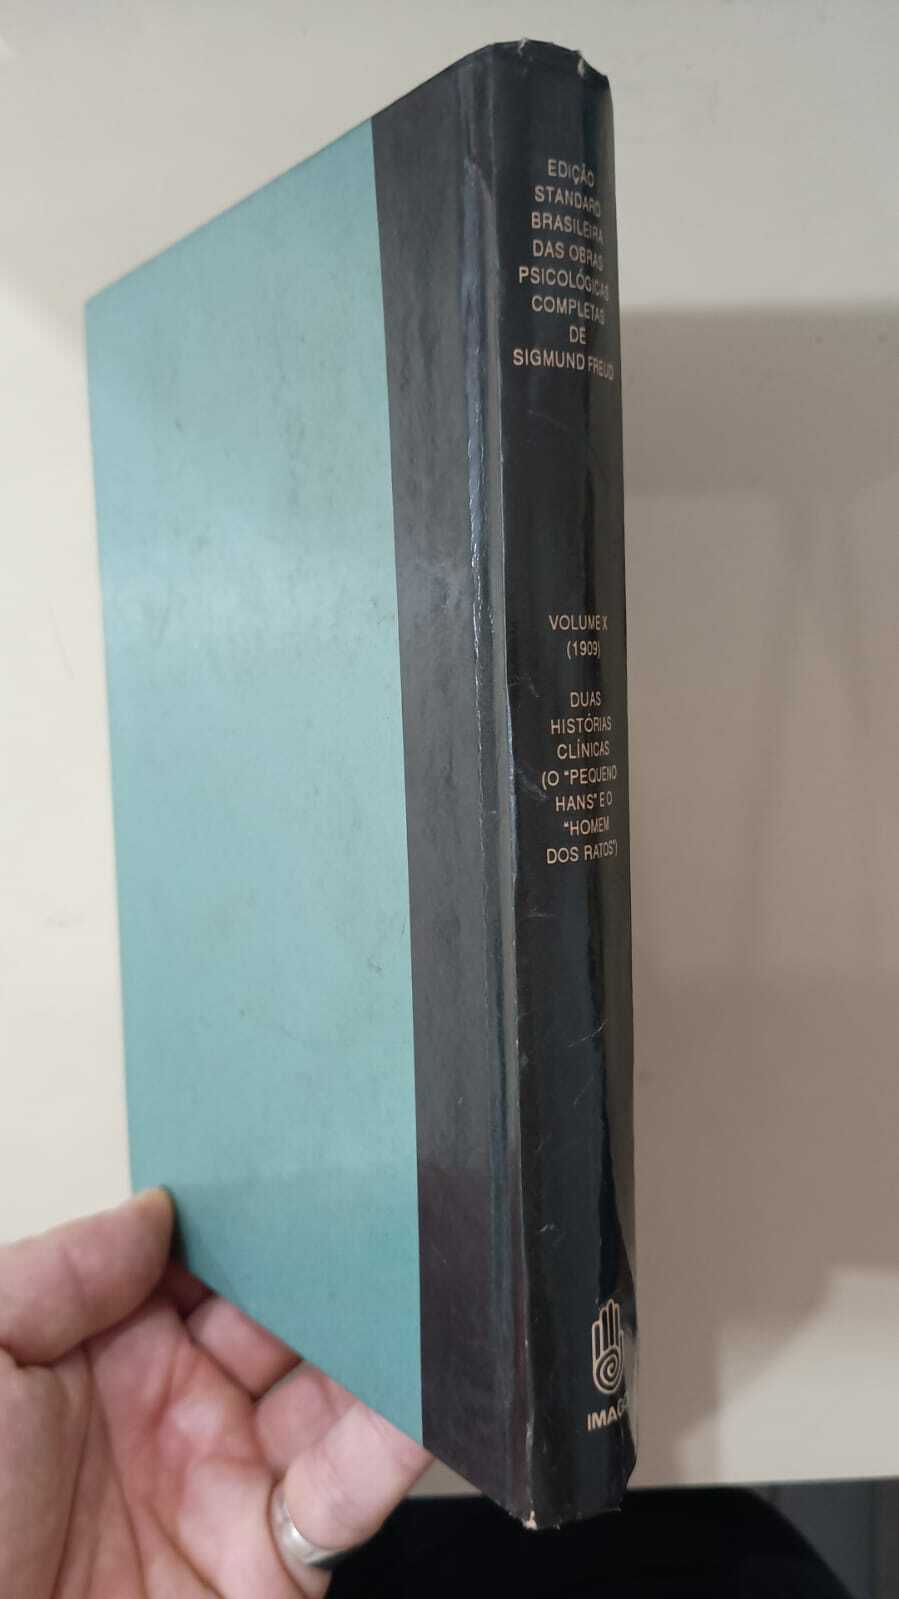 EDIÇÃO
STANDARD
BRASILEIRA
DAS OBRAS
PSICOLÓGICAS
COMPLETAS
DE
SIGMUND FREUD
VOLUME X
(1909)
DUAS
HISTÓRIAS
CLÍNICAS
(O "PEQUENO
HANS" E O
"HOMEM
DOS RATOS")
IMAGO